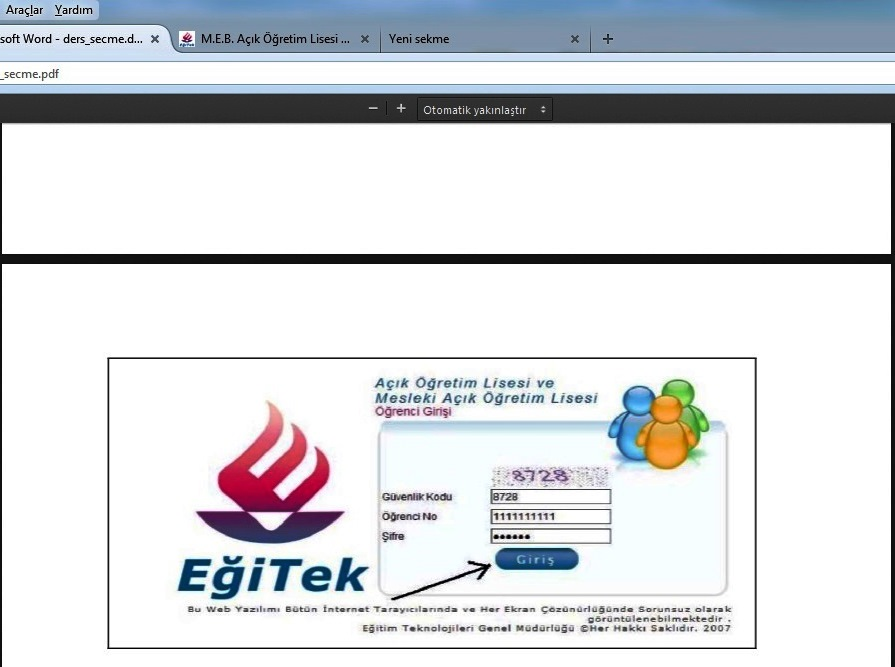 Araçlar Yardım
soft Word - ders_secme.d... × M.E.B. Açık Öğretim Lisesi ... × Yeni sekme × +
_secme.pdf
− + Otomatik yakınlaştır
Açık Öğretim Lisesi ve
Mesleki Açık Öğretim Lisesi
Öğrenci Girişi
8728
Güvenlik Kodu 8728
Öğrenci No 1111111111
Şifre ••••••
Giriş
EğiTek
Bu Web Yazılımı Bütün İnternet Tarayıcılarında ve Her Ekran Çözünürlüğünde Sorunsuz olarak
görüntülenebilmektedir .
Eğitim Teknolojileri Genel Müdürlüğü ©Her Hakkı Saklıdır. 2007